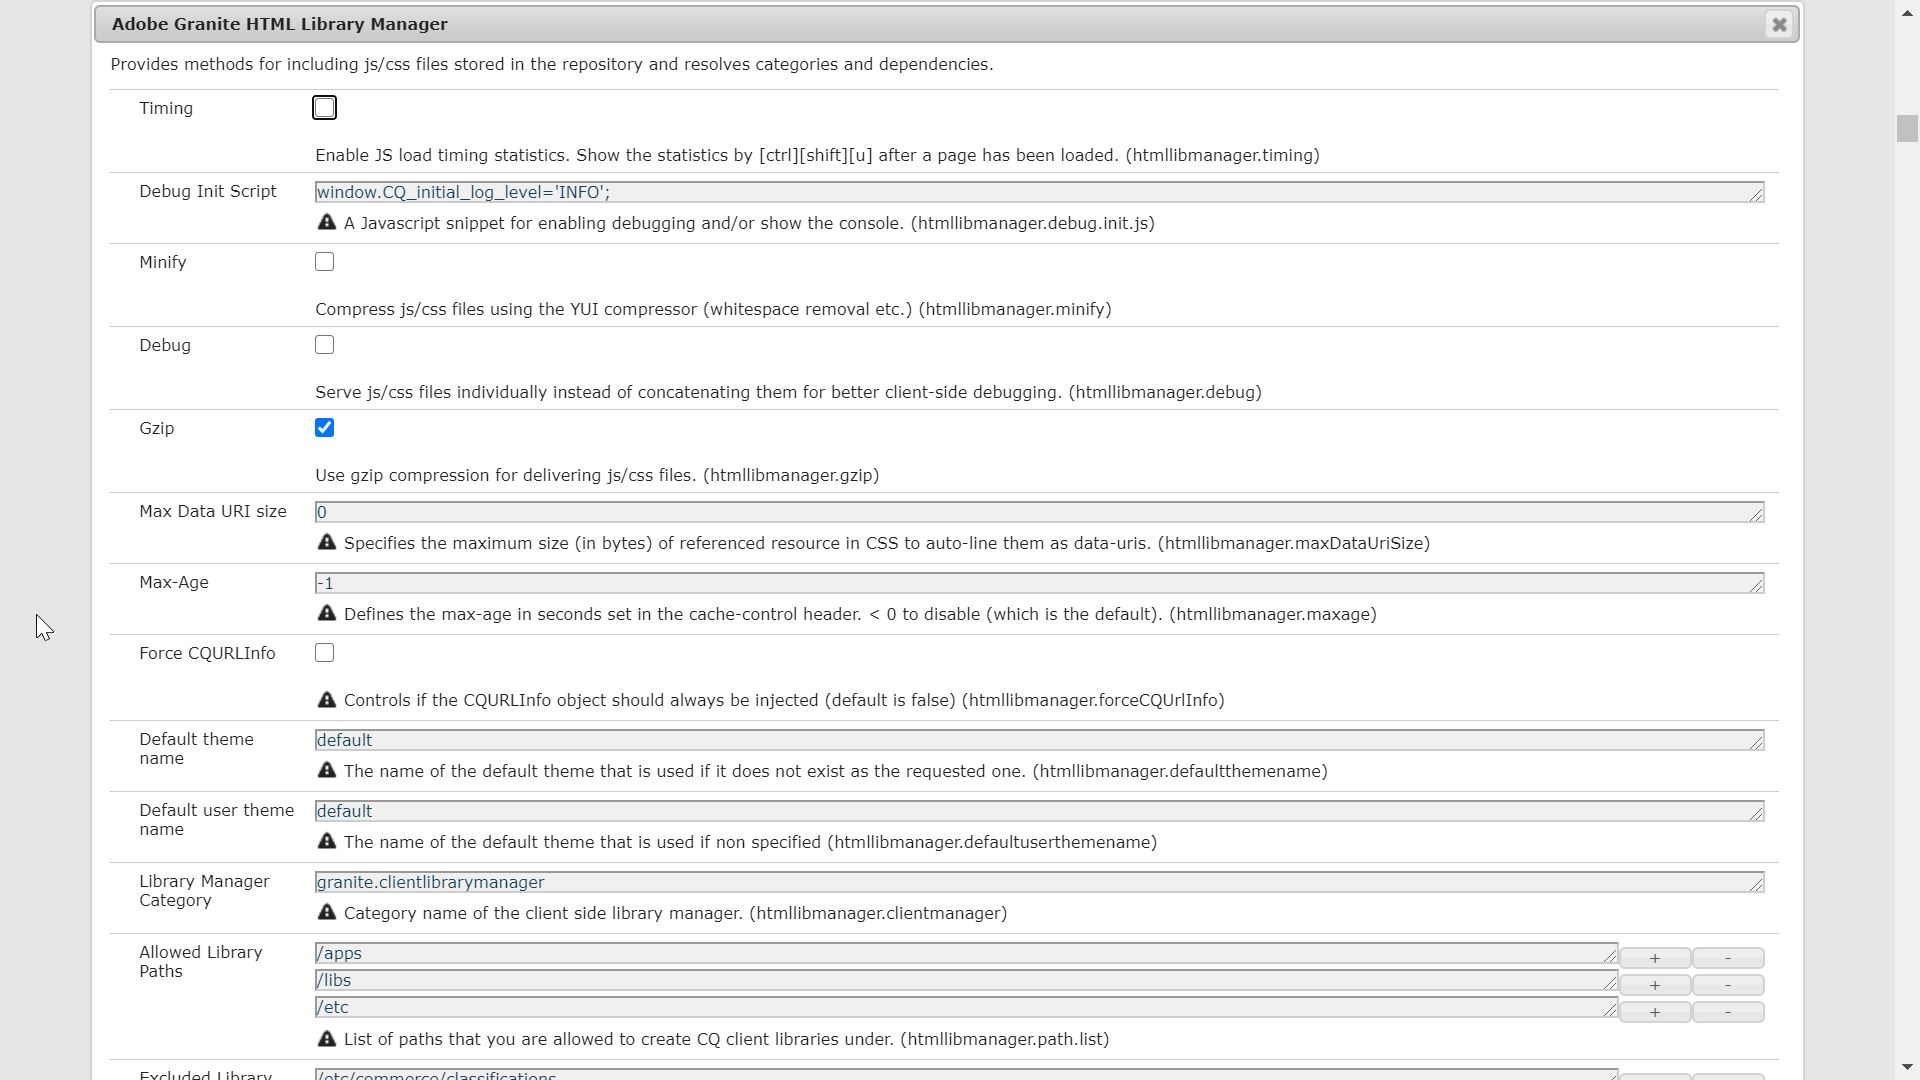 Adobe Granite HTML Library Manager
Provides methods for including js/css files stored in the repository and resolves categories and dependencies.
Timing
Enable JS load timing statistics. Show the statistics by [ctrl][shift][u] after a page has been loaded. (htmllibmanager.timing)
Debug Init Script
window.CQ_initial_log_level='INFO';
A Javascript snippet for enabling debugging and/or show the console. (htmllibmanager.debug.init.js)
Minify
Compress js/css files using the YUI compressor (whitespace removal etc.) (htmllibmanager.minify)
Debug
Serve js/css files individually instead of concatenating them for better client-side debugging. (htmllibmanager.debug)
Gzip
Use gzip compression for delivering js/css files. (htmllibmanager.gzip)
Max Data URI size
0
Specifies the maximum size (in bytes) of referenced resource in CSS to auto-line them as data-uris. (htmllibmanager.maxDataUriSize)
Max-Age
-1
Defines the max-age in seconds set in the cache-control header. < 0 to disable (which is the default). (htmllibmanager.maxage)
Force CQURLInfo
Controls if the CQURLInfo object should always be injected (default is false) (htmllibmanager.forceCQUrlInfo)
Default theme
name
default
The name of the default theme that is used if it does not exist as the requested one. (htmllibmanager.defaultthemename)
Default user theme
name
default
The name of the default theme that is used if non specified (htmllibmanager.defaultuserthemename)
Library Manager
Category
granite.clientlibrarymanager
Category name of the client side library manager. (htmllibmanager.clientmanager)
Allowed Library
Paths
/apps + -
/libs + -
/etc + -
List of paths that you are allowed to create CQ client libraries under. (htmllibmanager.path.list)
Excluded Library
/etc/commerce/classifications